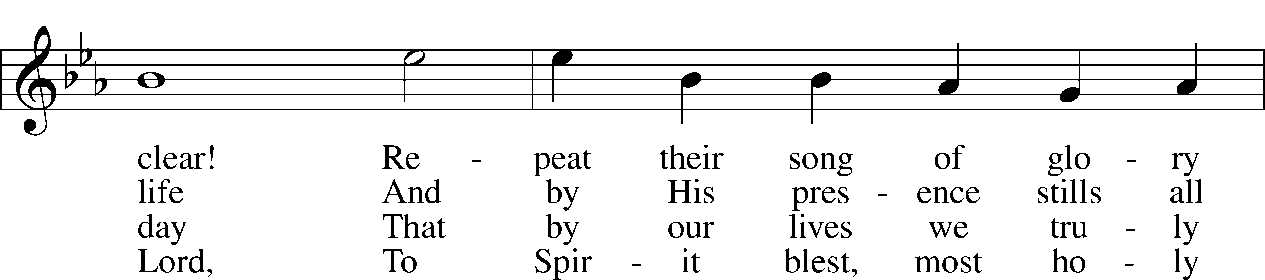 clear! Re - peat their song of glo - ry
life And by His pres - ence stills all
day That by our lives we tru - ly
Lord, To Spir - it blest, most ho - ly